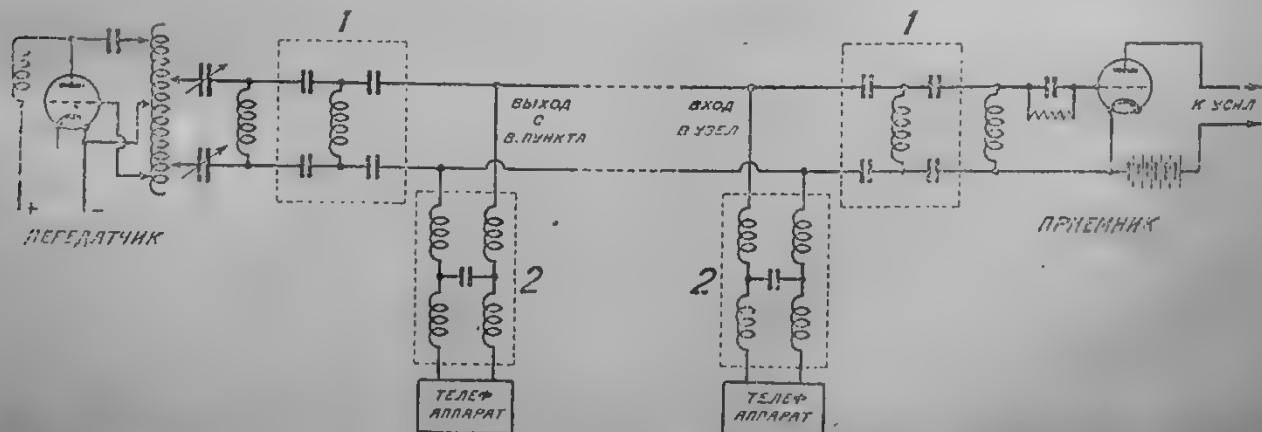 1
1
ВЫХОД
С
В. ПУНКТА
ВХОД
В УЗЕЛ
К УСИЛ
+ –
ПЕРЕДАТЧИК
ПРИЕМНИК
2
2
ТЕЛЕФ
АППАРАТ
ТЕЛЕФ
АППАРАТ